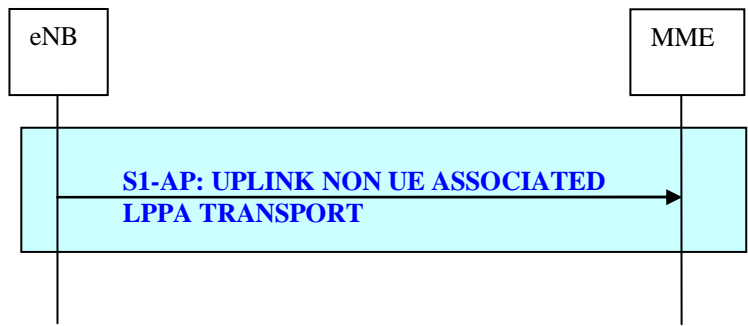 eNB
MME
S1-AP: UPLINK NON UE ASSOCIATED
LPPA TRANSPORT